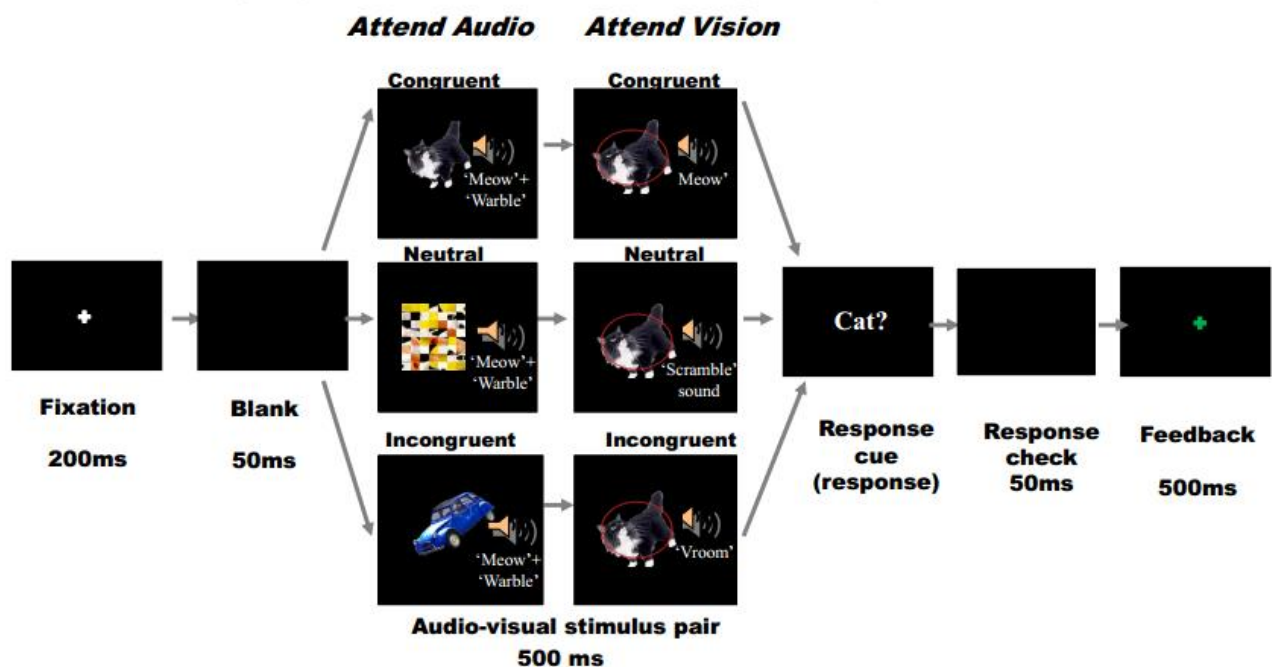 Attend Audio
Attend Vision
Congruent
Congruent
'Meow'+
'Warble'
Meow'
Neutral
Neutral
'Meow'+
'Warble'
'Scramble'
sound
Incongruent
Incongruent
'Meow'+
'Warble'
'Vroom'
Audio-visual stimulus pair
500 ms
Fixation
200ms
Blank
50ms
Cat?
Response
cue
(response)
Response
check
50ms
Feedback
500ms